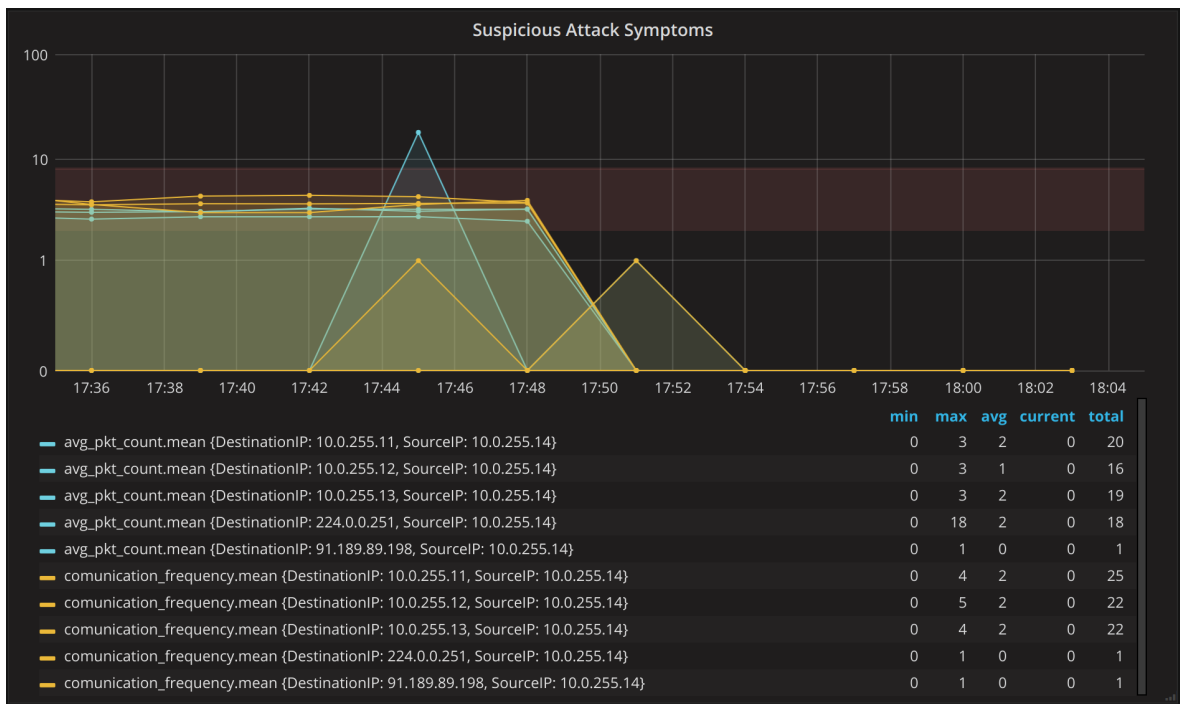 Suspicious Attack Symptoms
100
10
1
0
17:36 17:38 17:40 17:42 17:44 17:46 17:48 17:50 17:52 17:54 17:56 17:58 18:00 18:02 18:04
min max avg current total
avg_pkt_count.mean {DestinationIP: 10.0.255.11, SourceIP: 10.0.255.14} 0 3 2 0 20
avg_pkt_count.mean {DestinationIP: 10.0.255.12, SourceIP: 10.0.255.14} 0 3 1 0 16
avg_pkt_count.mean {DestinationIP: 10.0.255.13, SourceIP: 10.0.255.14} 0 3 2 0 19
avg_pkt_count.mean {DestinationIP: 224.0.0.251, SourceIP: 10.0.255.14} 0 18 2 0 18
avg_pkt_count.mean {DestinationIP: 91.189.89.198, SourceIP: 10.0.255.14} 0 1 0 0 1
comunication_frequency.mean {DestinationIP: 10.0.255.11, SourceIP: 10.0.255.14} 0 4 2 0 25
comunication_frequency.mean {DestinationIP: 10.0.255.12, SourceIP: 10.0.255.14} 0 5 2 0 22
comunication_frequency.mean {DestinationIP: 10.0.255.13, SourceIP: 10.0.255.14} 0 4 2 0 22
comunication_frequency.mean {DestinationIP: 224.0.0.251, SourceIP: 10.0.255.14} 0 1 0 0 1
comunication_frequency.mean {DestinationIP: 91.189.89.198, SourceIP: 10.0.255.14} 0 1 0 0 1